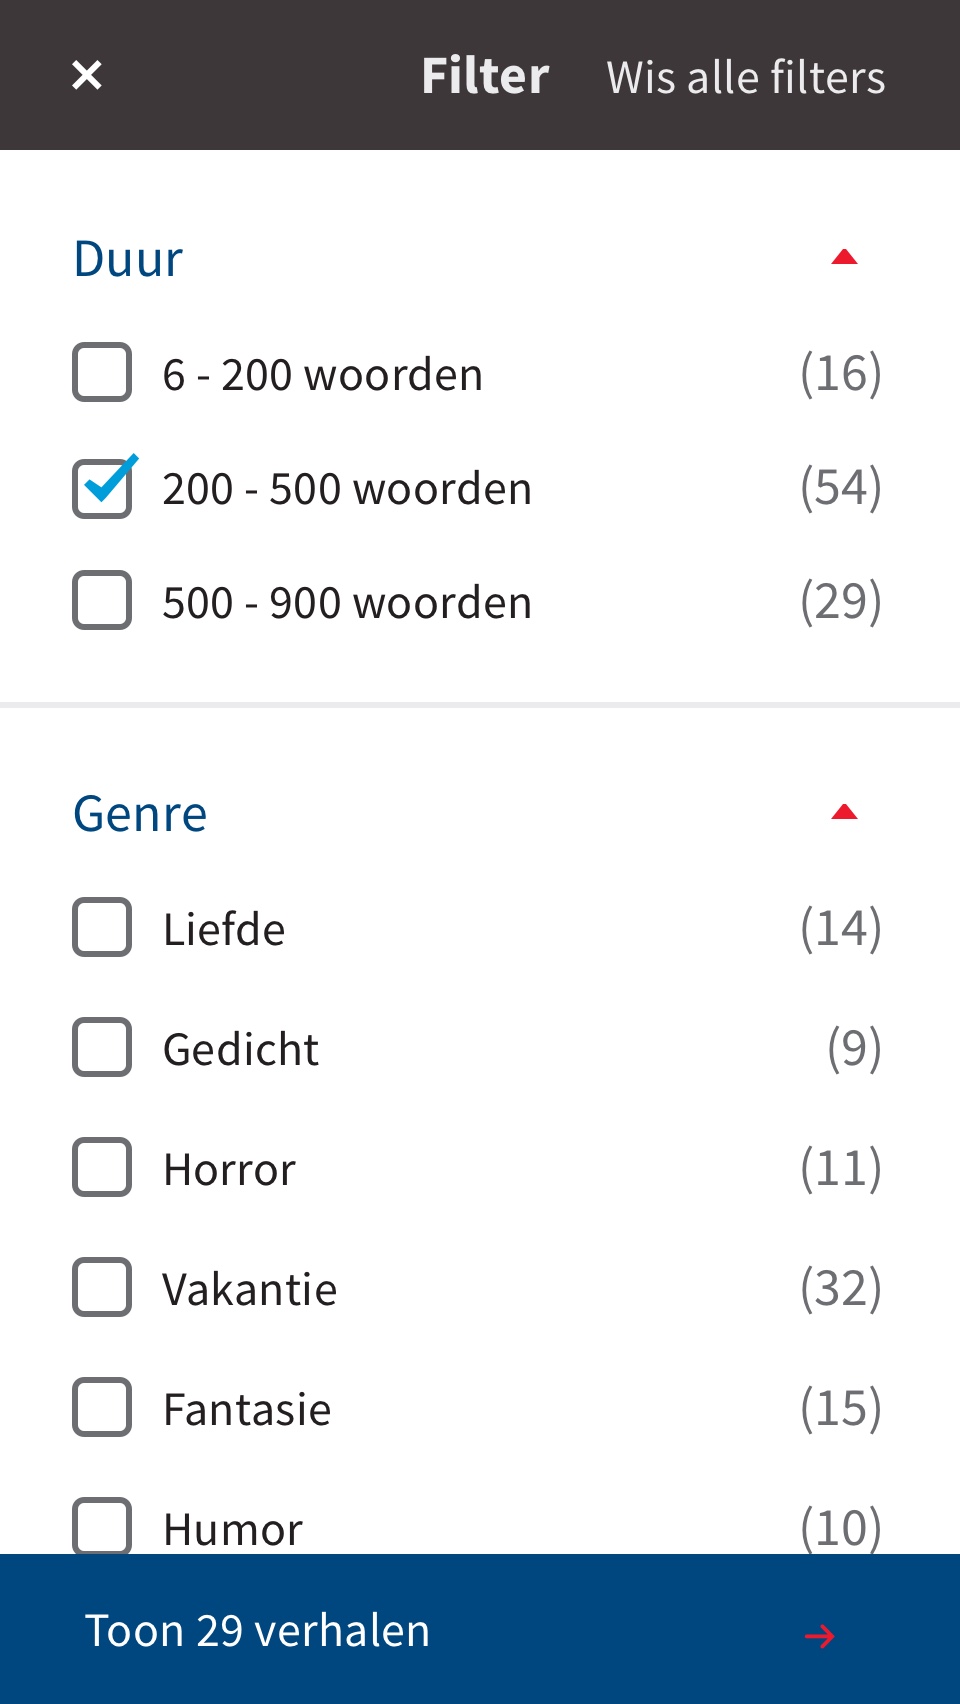 Filter Wis alle filters
Duur
6 - 200 woorden (16)
200 - 500 woorden (54)
500 - 900 woorden (29)
Genre
Liefde (14)
Gedicht (9)
Horror (11)
Vakantie (32)
Fantasie (15)
Humor (10)
Toon 29 verhalen